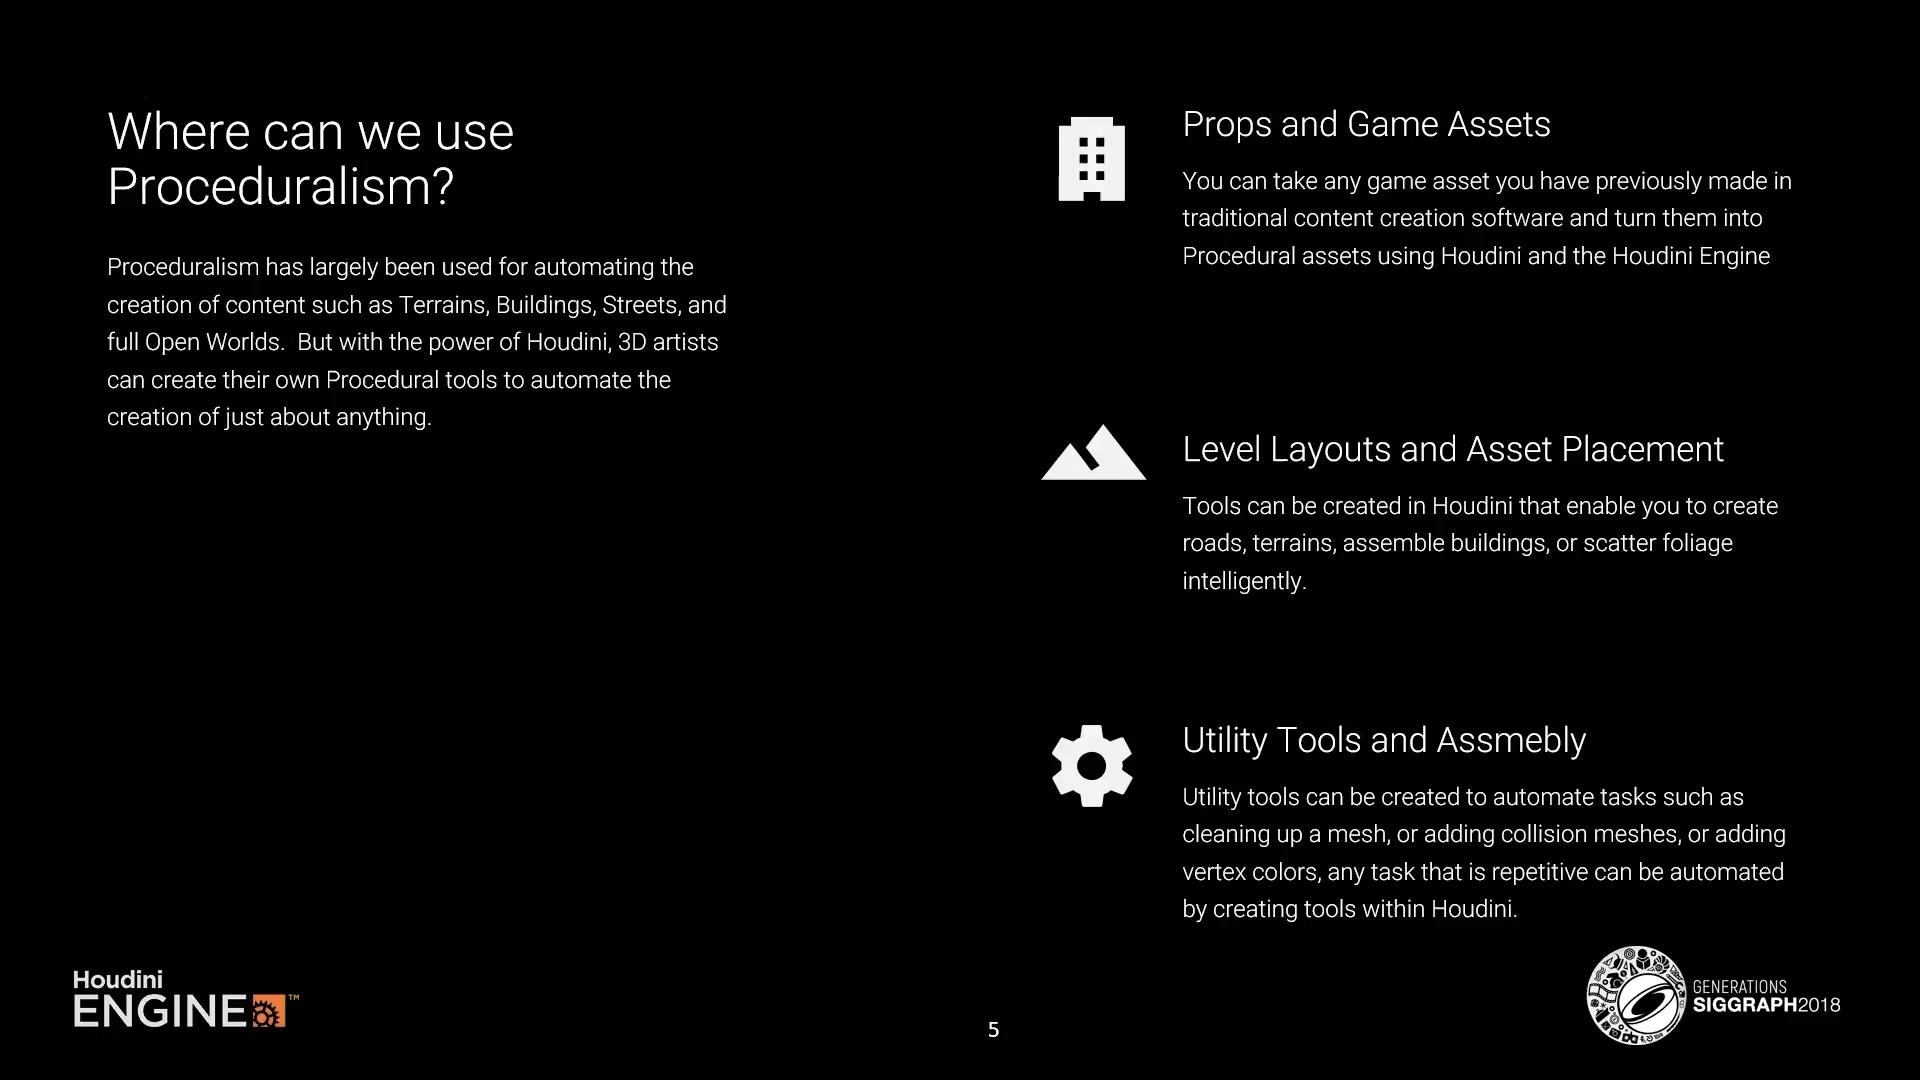 Where can we use
Proceduralism?
Proceduralism has largely been used for automating the
creation of content such as Terrains, Buildings, Streets, and
full Open Worlds.  But with the power of Houdini, 3D artists
can create their own Procedural tools to automate the
creation of just about anything.
Props and Game Assets
You can take any game asset you have previously made in
traditional content creation software and turn them into
Procedural assets using Houdini and the Houdini Engine
Level Layouts and Asset Placement
Tools can be created in Houdini that enable you to create
roads, terrains, assemble buildings, or scatter foliage
intelligently.
Utility Tools and Assmebly
Utility tools can be created to automate tasks such as
cleaning up a mesh, or adding collision meshes, or adding
vertex colors, any task that is repetitive can be automated
by creating tools within Houdini.
Houdini
ENGINE™
5
GENERATIONS
SIGGRAPH2018